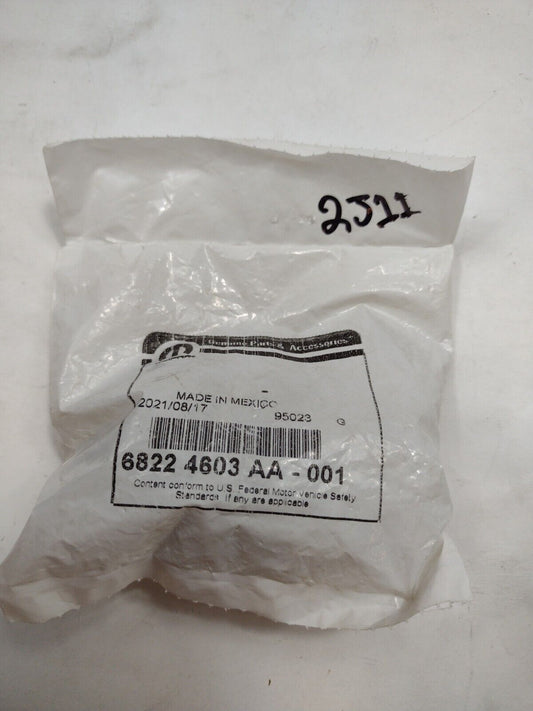 2J11
Genuine Parts & Accessories
MADE IN MEXICO
2021/08/17 95023 G
6822 4603 AA - 001
Content conform to U.S. Federal Motor Vehicle Safety
Standards. If any are applicable